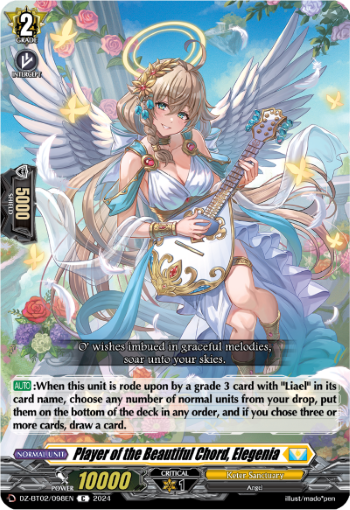 2
GRADE
INTERCEPT
5000
SHIELD
O' wishes imbued in graceful melodies,
soar unto your skies.
AUTO :When this unit is rode upon by a grade 3 card with "Liael" in its
card name, choose any number of normal units from your drop, put
them on the bottom of the deck in any order, and if you chose three or
more cards, draw a card.
NORMAL UNIT
Player of the Beautiful Chord, Elegenia
POWER 10000
CRITICAL
1
Keter Sanctuary
Angel
DZ-BT02/098EN C 2024
illust/mado*pen